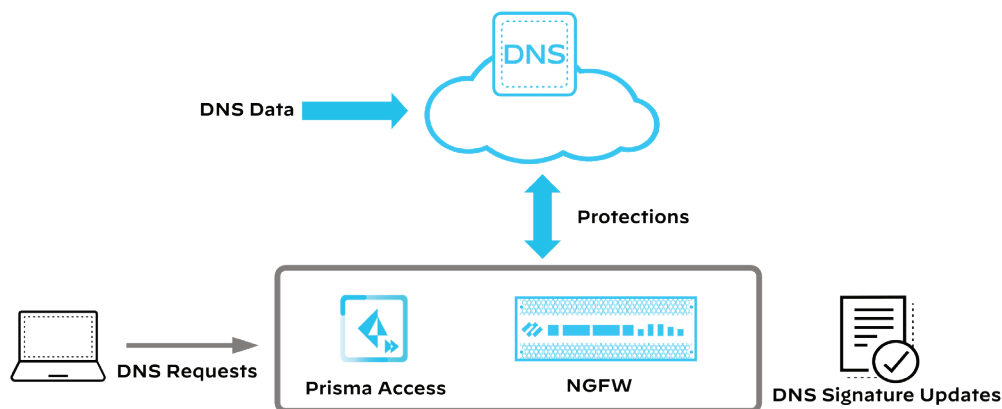 DNS
DNS Data
Protections
DNS Requests
Prisma Access
NGFW
DNS Signature Updates